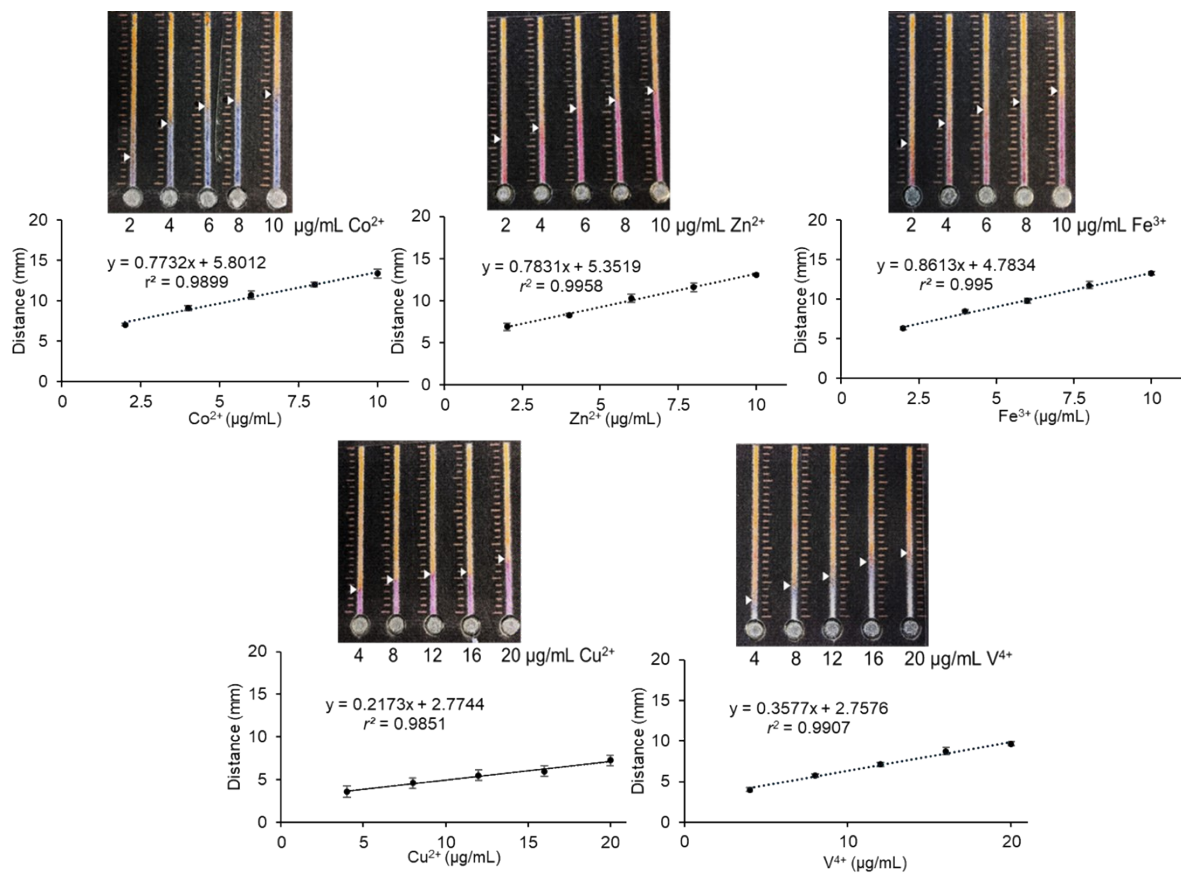 2 4 6 8 10 µg/mL Co²⁺
20
15
10
5
0
Distance (mm)
y = 0.7732x + 5.8012
r² = 0.9899
0 2.5 5 7.5 10
Co²⁺ (µg/mL)
2 4 6 8 10 µg/mL Zn²⁺
20
15
10
5
0
Distance (mm)
y = 0.7831x + 5.3519
r² = 0.9958
0 2.5 5 7.5 10
Zn²⁺ (µg/mL)
2 4 6 8 10 µg/mL Fe³⁺
20
15
10
5
0
Distance (mm)
y = 0.8613x + 4.7834
r² = 0.995
0 2.5 5 7.5 10
Fe³⁺ (µg/mL)
4 8 12 16 20 µg/mL Cu²⁺
20
15
10
5
0
Distance (mm)
y = 0.2173x + 2.7744
r² = 0.9851
0 5 10 15 20
Cu²⁺ (µg/mL)
4 8 12 16 20 µg/mL V⁴⁺
20
15
10
5
0
Distance (mm)
y = 0.3577x + 2.7576
r² = 0.9907
0 10 20
V⁴⁺ (µg/mL)